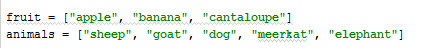 fruit = ["apple", "banana", "cantaloupe"]
animals = ["sheep", "goat", "dog", "meerkat", "elephant"]